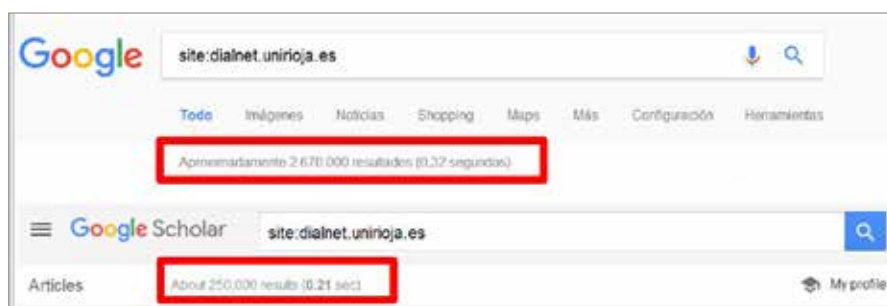 Google site:dialnet.unirioja.es
Todo Imágenes Noticias Shopping Maps Más Configuración Herramientas
Aproximadamente 2.670.000 resultados (0,32 segundos)
Google Scholar site:dialnet.unirioja.es
Articles About 250,000 results (0.21 sec) My profile